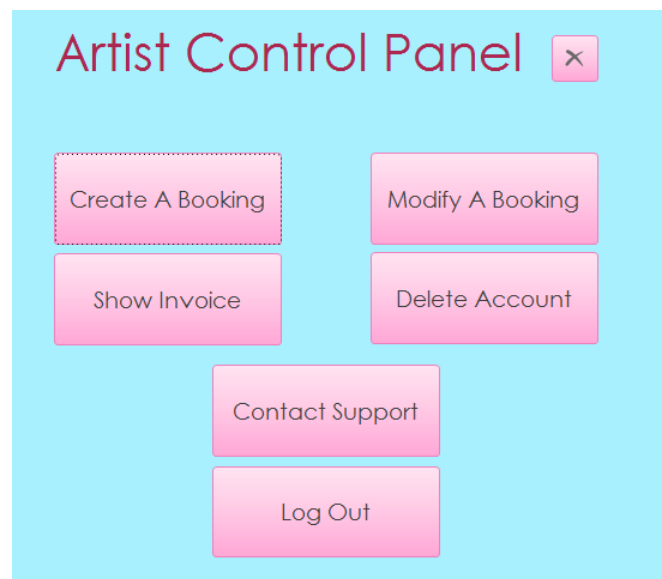 Artist Control Panel
Create A Booking
Modify A Booking
Show Invoice
Delete Account
Contact Support
Log Out